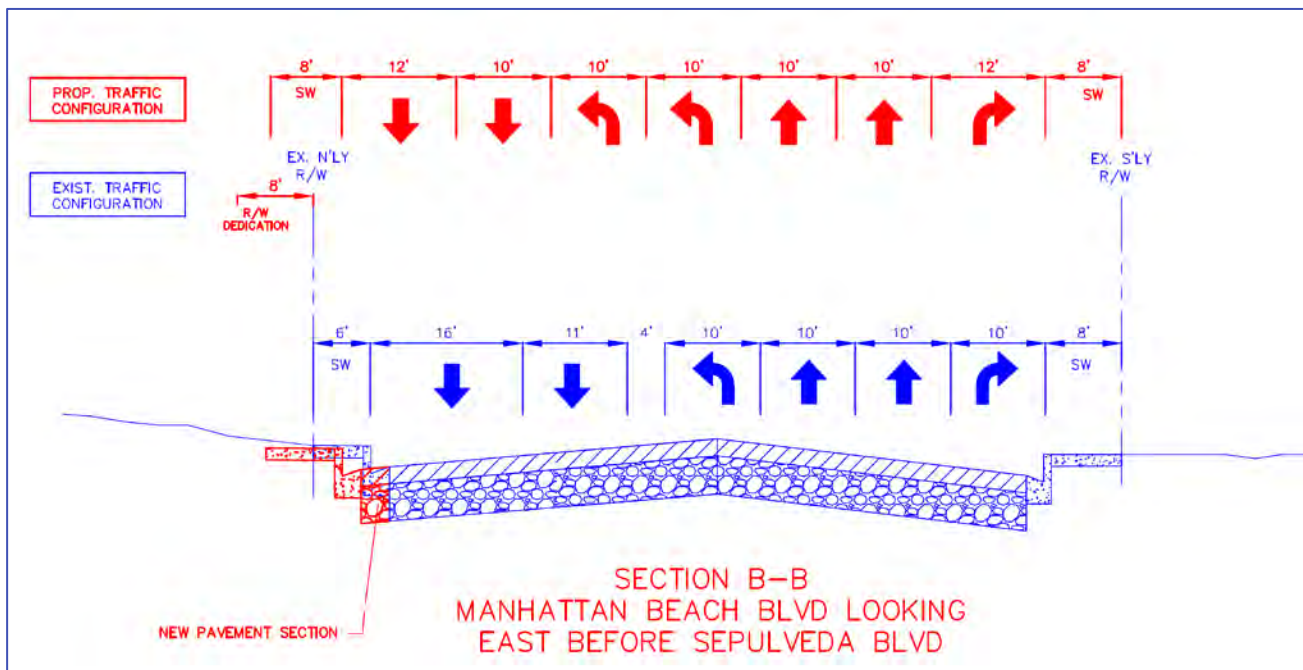 8' 12' 10' 10' 10' 10' 10' 12' 8'
SW SW
PROP. TRAFFIC
CONFIGURATION
EX. N'LY
R/W
EX. S'LY
R/W
EXIST. TRAFFIC
CONFIGURATION
8'
R/W
DEDICATION
6' 16' 11' 4' 10' 10' 10' 10' 8'
SW SW
SECTION B-B
MANHATTAN BEACH BLVD LOOKING
EAST BEFORE SEPULVEDA BLVD
NEW PAVEMENT SECTION